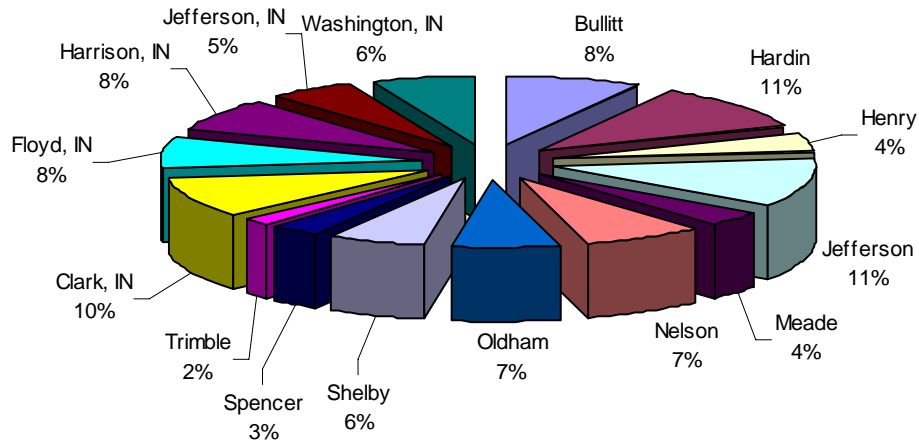 Bullitt
8%
Hardin
11%
Henry
4%
Jefferson
11%
Meade
4%
Nelson
7%
Oldham
7%
Shelby
6%
Spencer
3%
Trimble
2%
Clark, IN
10%
Floyd, IN
8%
Harrison, IN
8%
Jefferson, IN
5%
Washington, IN
6%